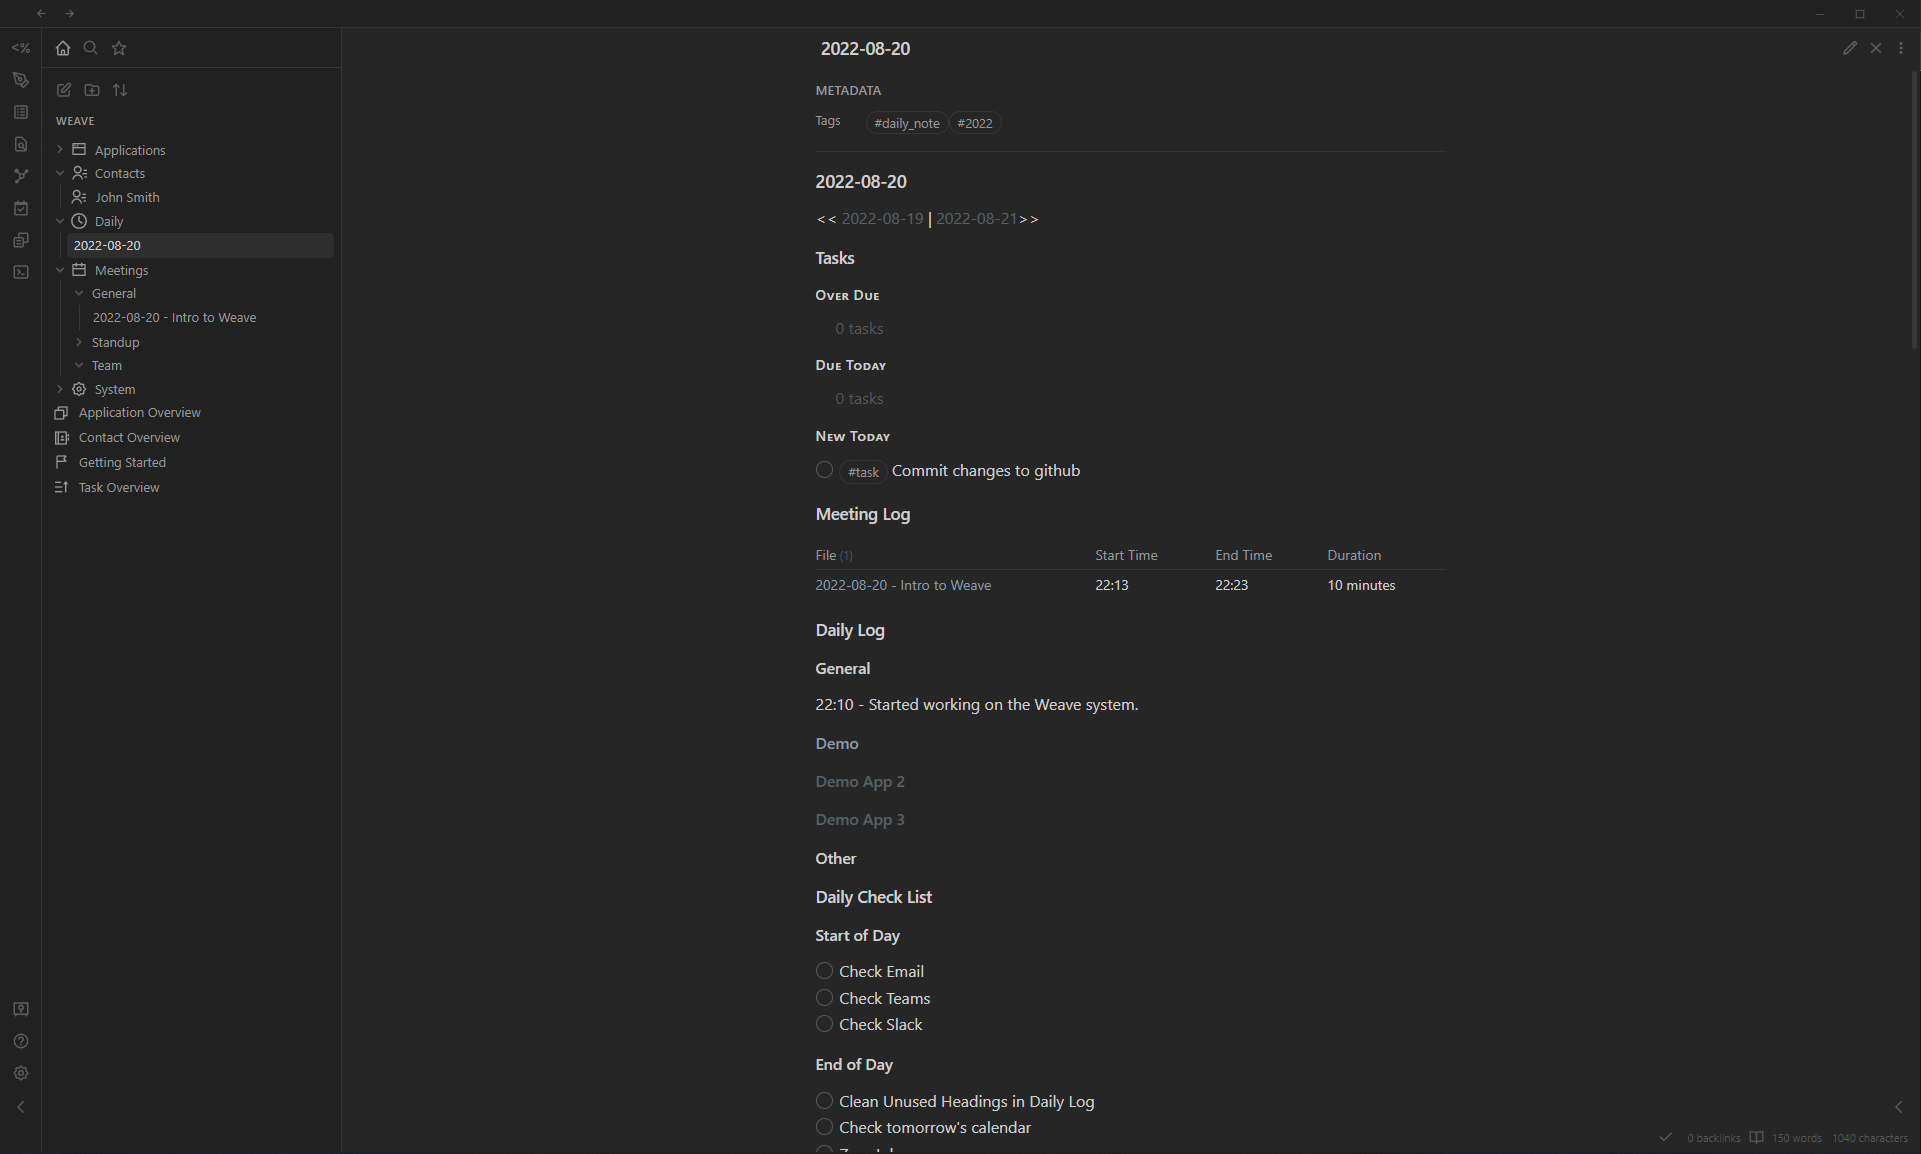 <%
2022-08-20
WEAVE
Applications
Contacts
John Smith
Daily
2022-08-20
Meetings
General
2022-08-20 - Intro to Weave
Standup
Team
System
Application Overview
Contact Overview
Getting Started
Task Overview
METADATA
Tags #daily_note #2022
2022-08-20
<< 2022-08-19 | 2022-08-21>>
Tasks
Over Due
0 tasks
Due Today
0 tasks
New Today
#task Commit changes to github
Meeting Log
File (1) Start Time End Time Duration
2022-08-20 - Intro to Weave 22:13 22:23 10 minutes
Daily Log
General
22:10 - Started working on the Weave system.
Demo
Demo App 2
Demo App 3
Other
Daily Check List
Start of Day
Check Email
Check Teams
Check Slack
End of Day
Clean Unused Headings in Daily Log
Check tomorrow's calendar
0 backlinks 150 words 1040 characters